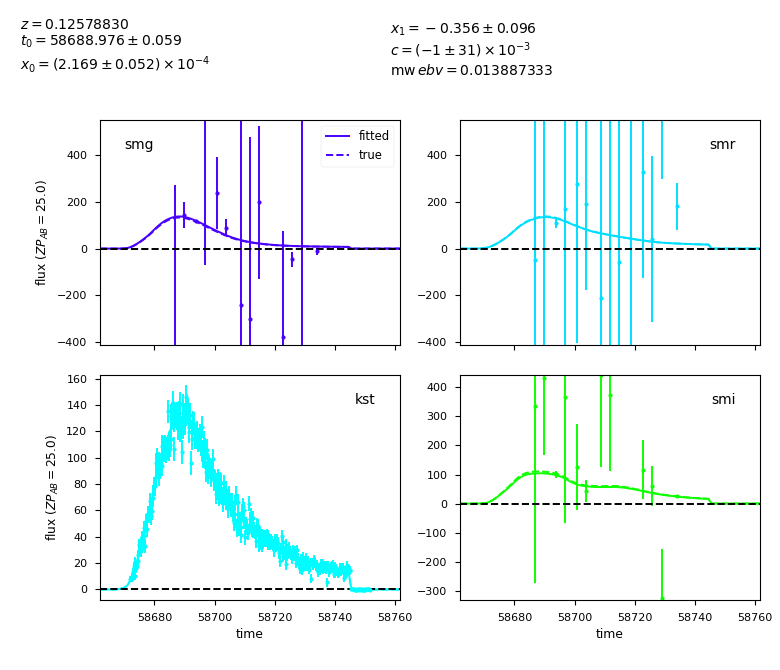 z = 0.12578830
t₀ = 58688.976 ± 0.059
x₀ = (2.169 ± 0.052) × 10⁻⁴
x₁ = −0.356 ± 0.096
c = (−1 ± 31) × 10⁻³
mw ebv = 0.013887333
smg
fitted
true
400
200
0
−200
−400
flux (ZP_AB = 25.0)
smr
400
200
0
−200
−400
kst
160
140
120
100
80
60
40
20
0
flux (ZP_AB = 25.0)
58680 58700 58720 58740 58760
time
smi
400
300
200
100
0
−100
−200
−300
58680 58700 58720 58740 58760
time